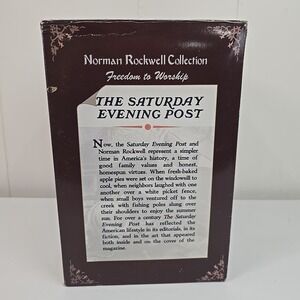 Norman Rockwell Collection
Freedom to Worship
THE SATURDAY
EVENING POST
Now, the Saturday Evening Post and
Norman Rockwell represent a simpler
time in America's history, a time of
good family values and honest,
homespun virtues. When fresh-baked
apple pies were set on the windowsill to
cool, when neighbors laughed with one
another over a white picket fence,
when small boys ventured off to the
creek with fishing poles slung over
their shoulders to enjoy the summer
sun. For over a century The Saturday
Evening Post has reflected the
American lifestyle in its editorials, in its
fiction, and in the art that appeared
both inside and on the cover of the
magazine.